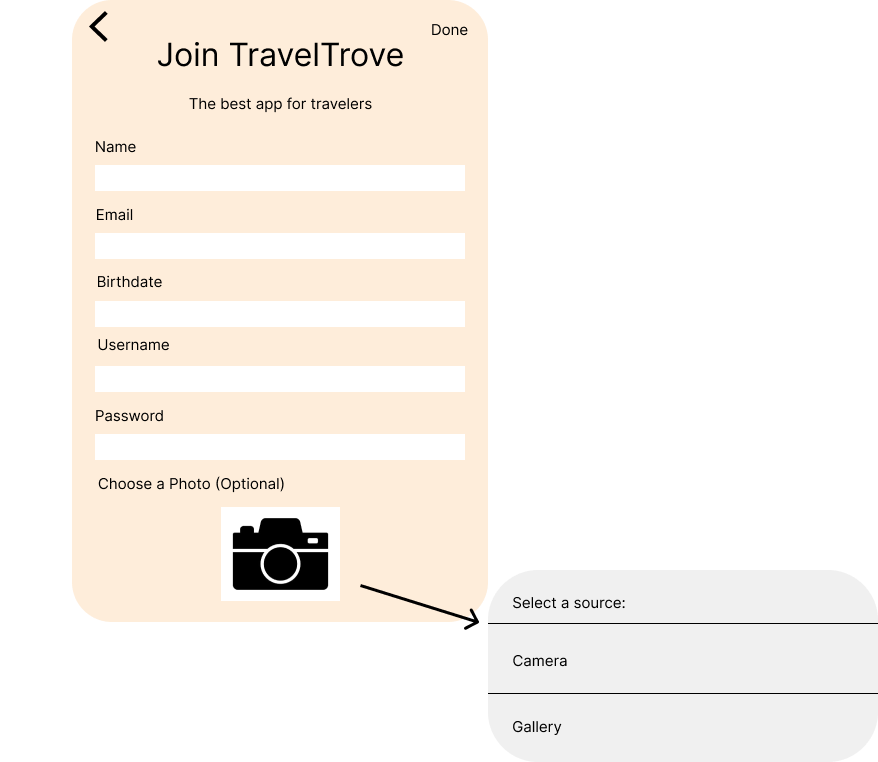 Done
Join TravelTrove
The best app for travelers
Name
Email
Birthdate
Username
Password
Choose a Photo (Optional)
Select a source:
Camera
Gallery